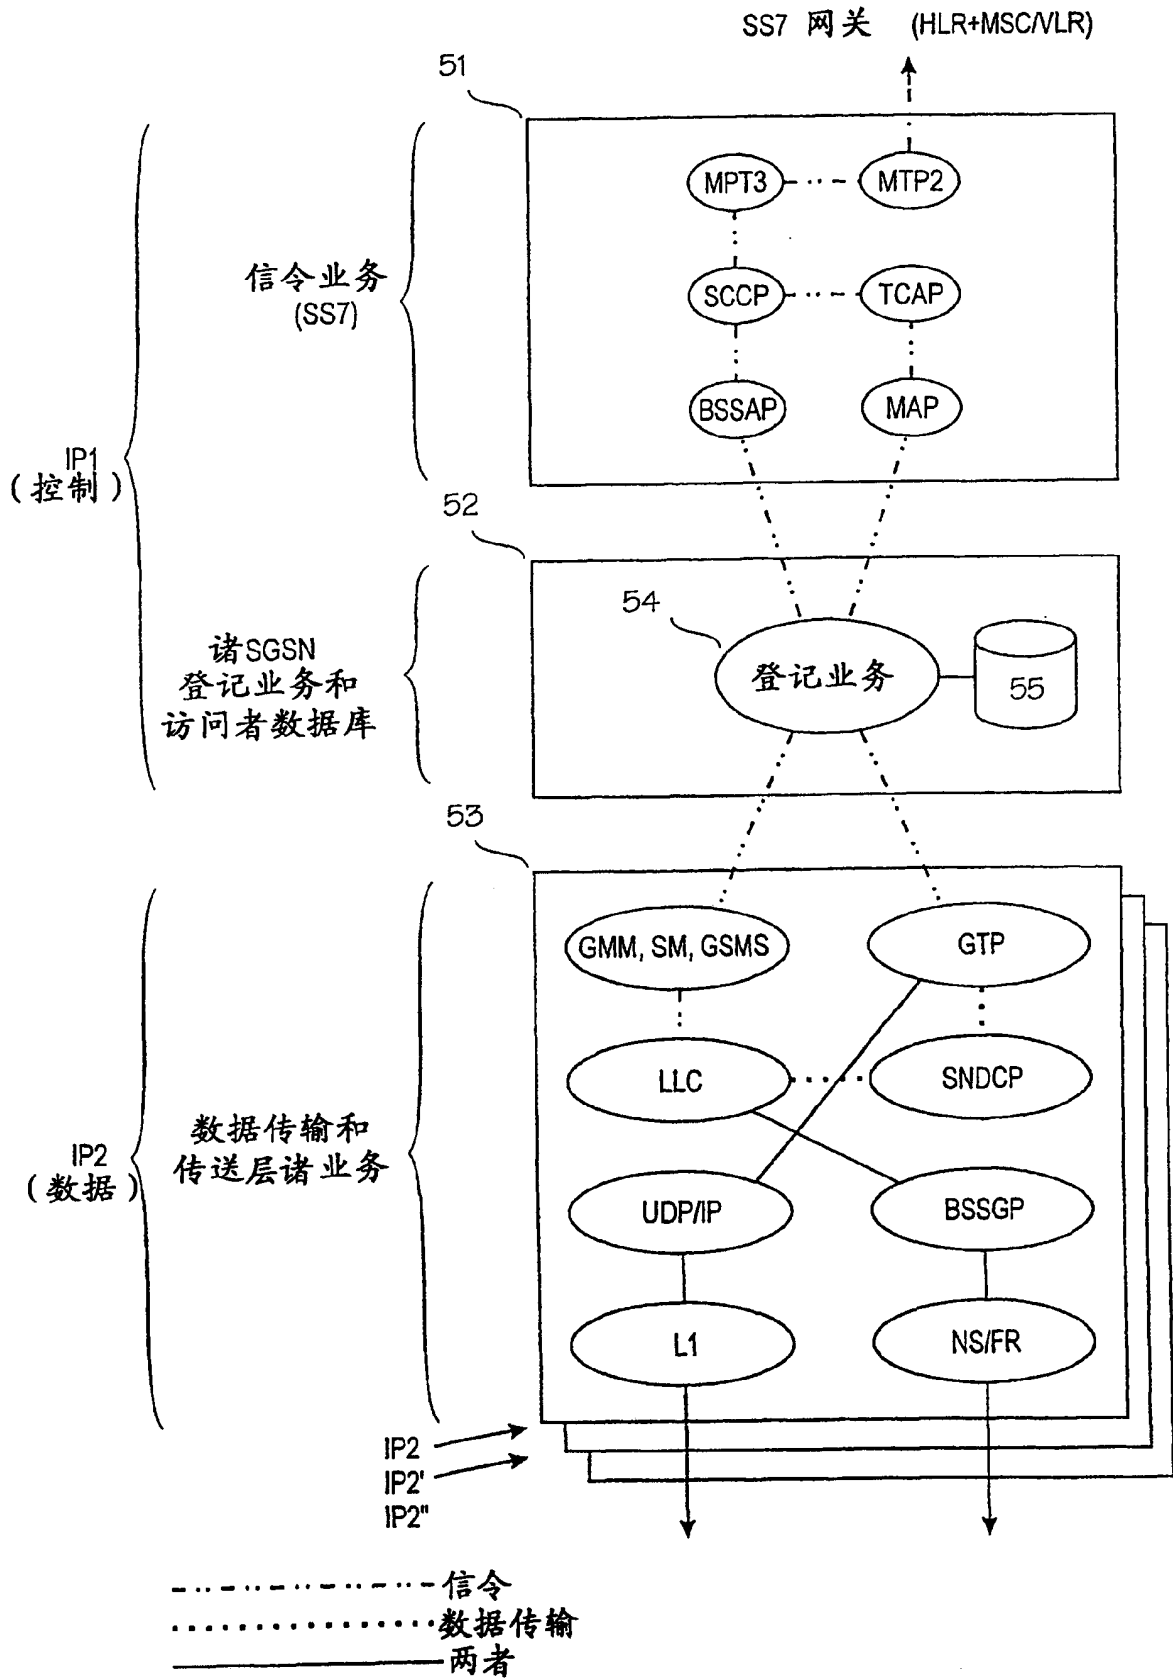 SS7 网关 (HLR+MSC/VLR)
51
MPT3
MTP2
信令业务
(SS7)
SCCP
TCAP
BSSAP
MAP
IP1
(控制)
52
54
诸SGSN
登记业务和
访问者数据库
登记业务
55
53
GMM, SM, GSMS
GTP
LLC
SNDCP
数据传输和
传送层诸业务
IP2
(数据)
UDP/IP
BSSGP
L1
NS/FR
IP2
IP2'
IP2"
信令
数据传输
两者